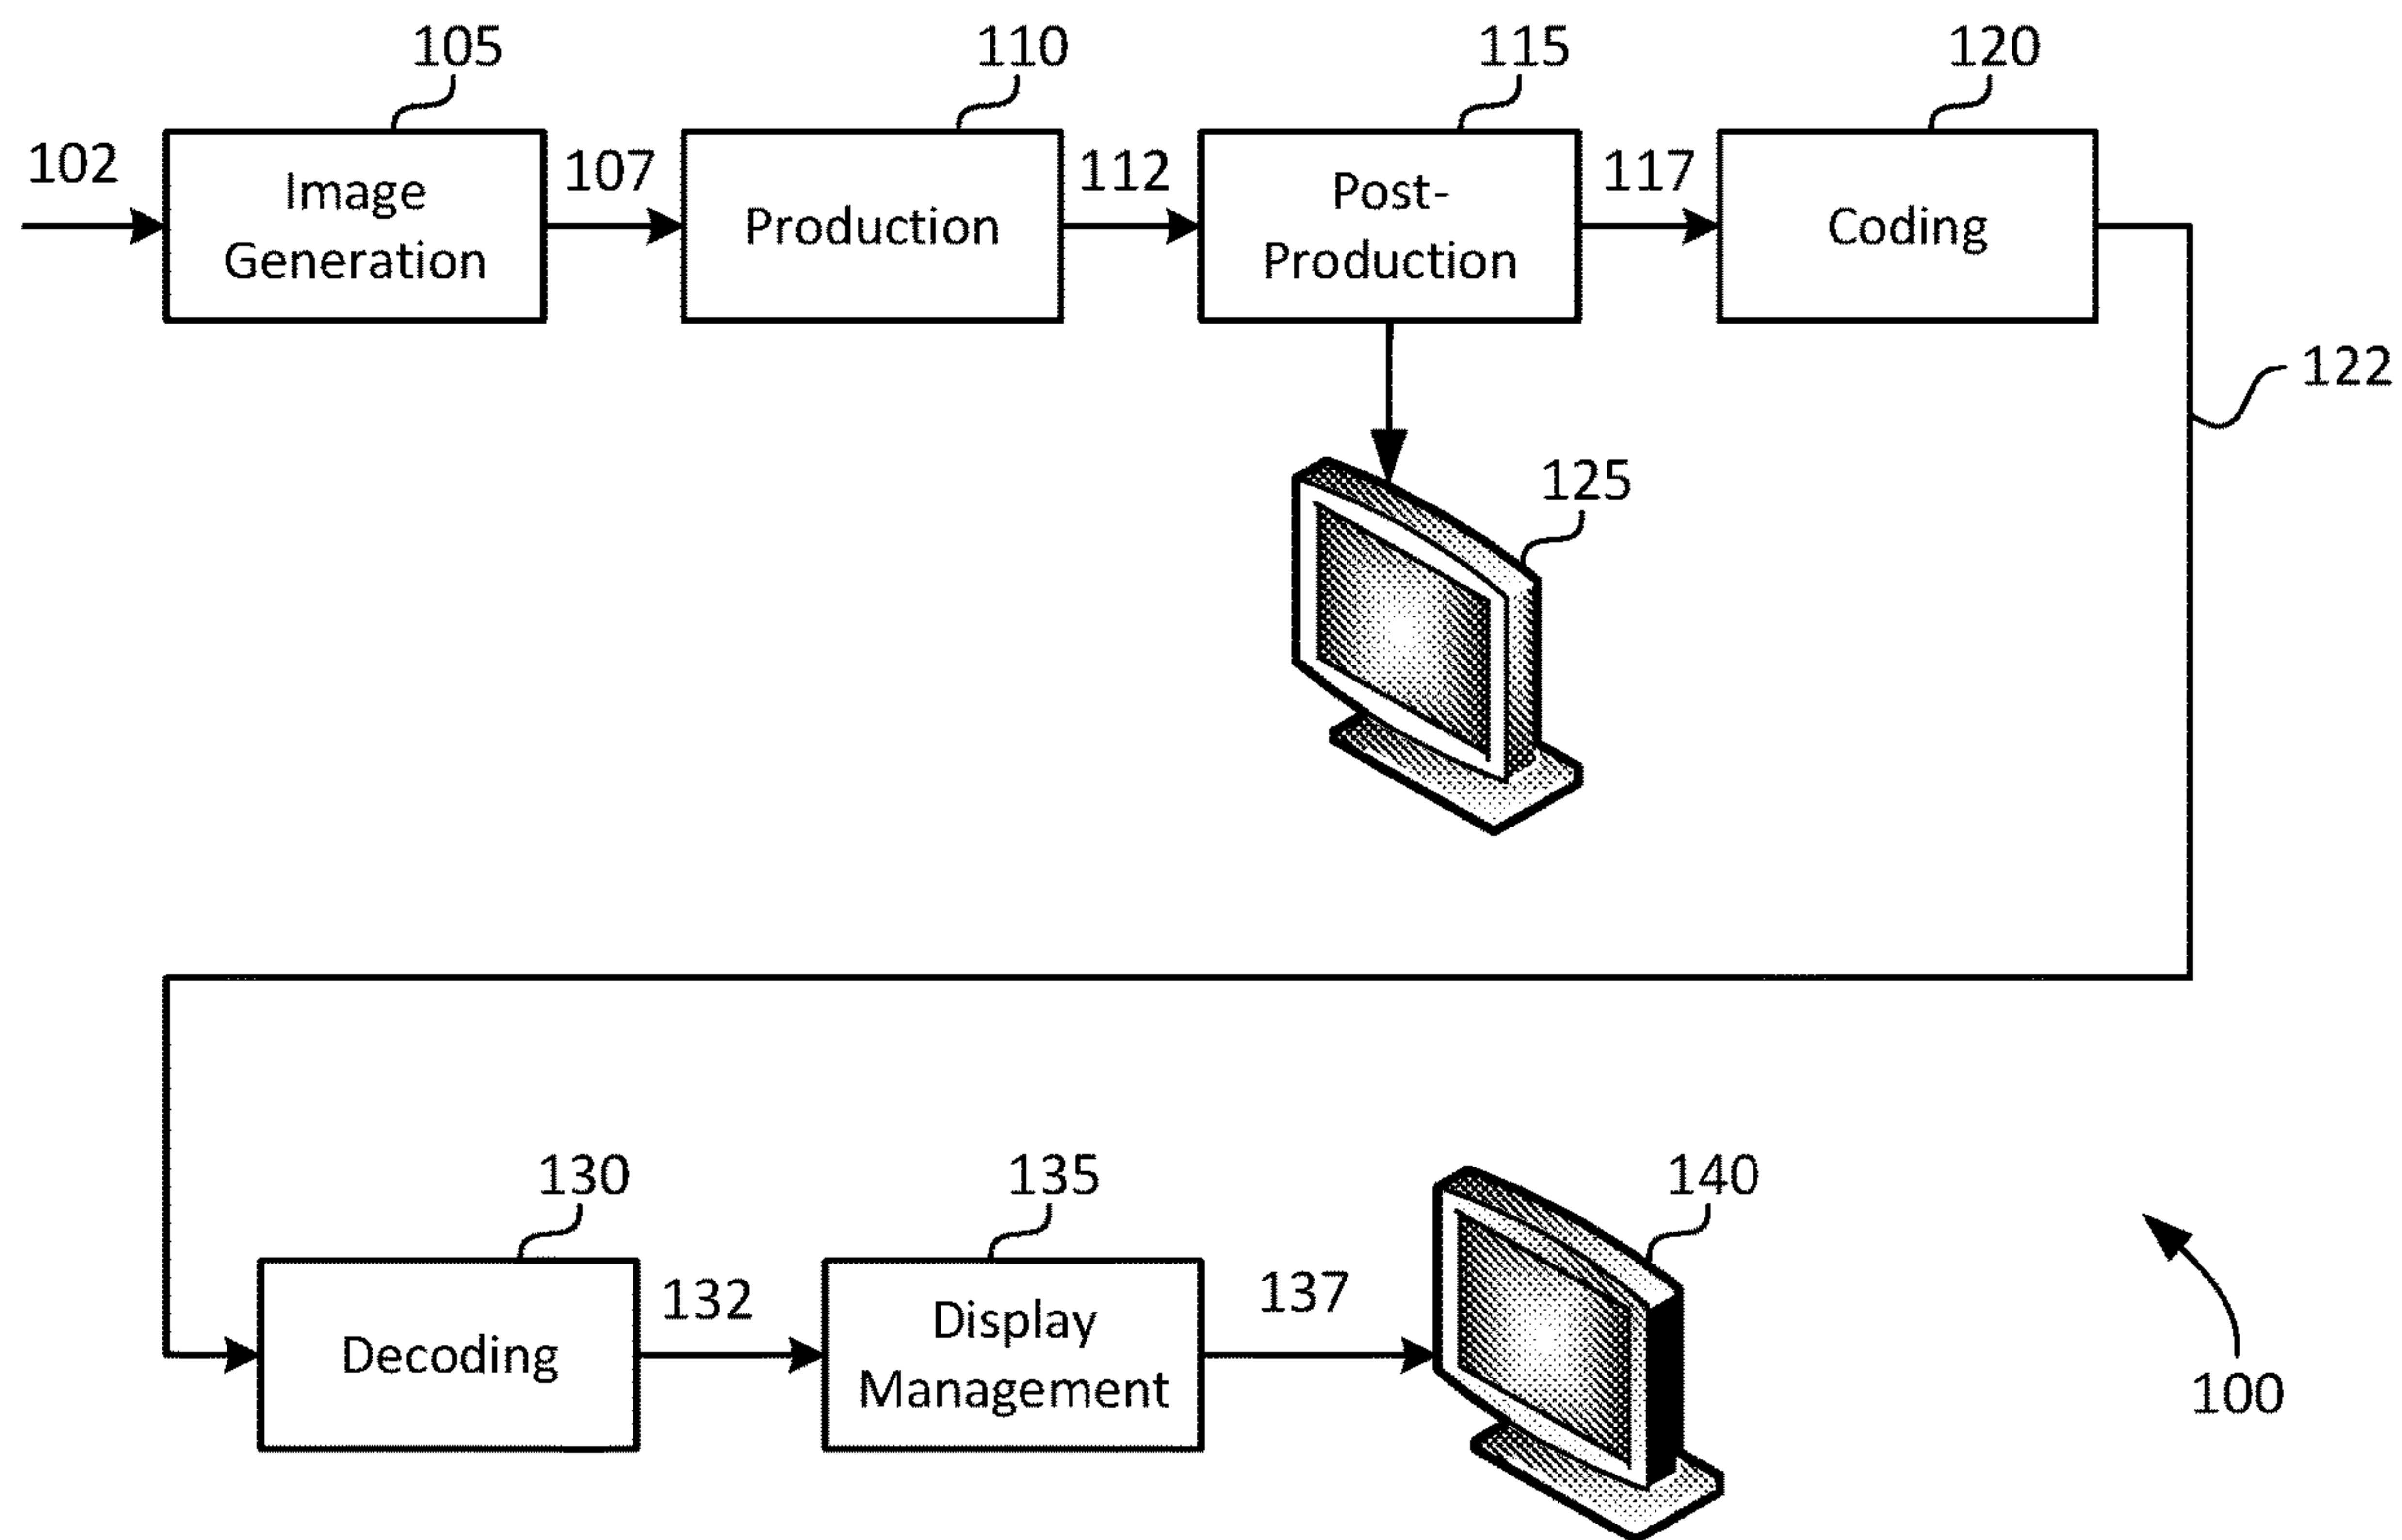 105
110
115
120
102
Image
Generation
107
Production
112
Post-
Production
117
Coding
122
125
130
135
140
Decoding
132
Display
Management
137
100